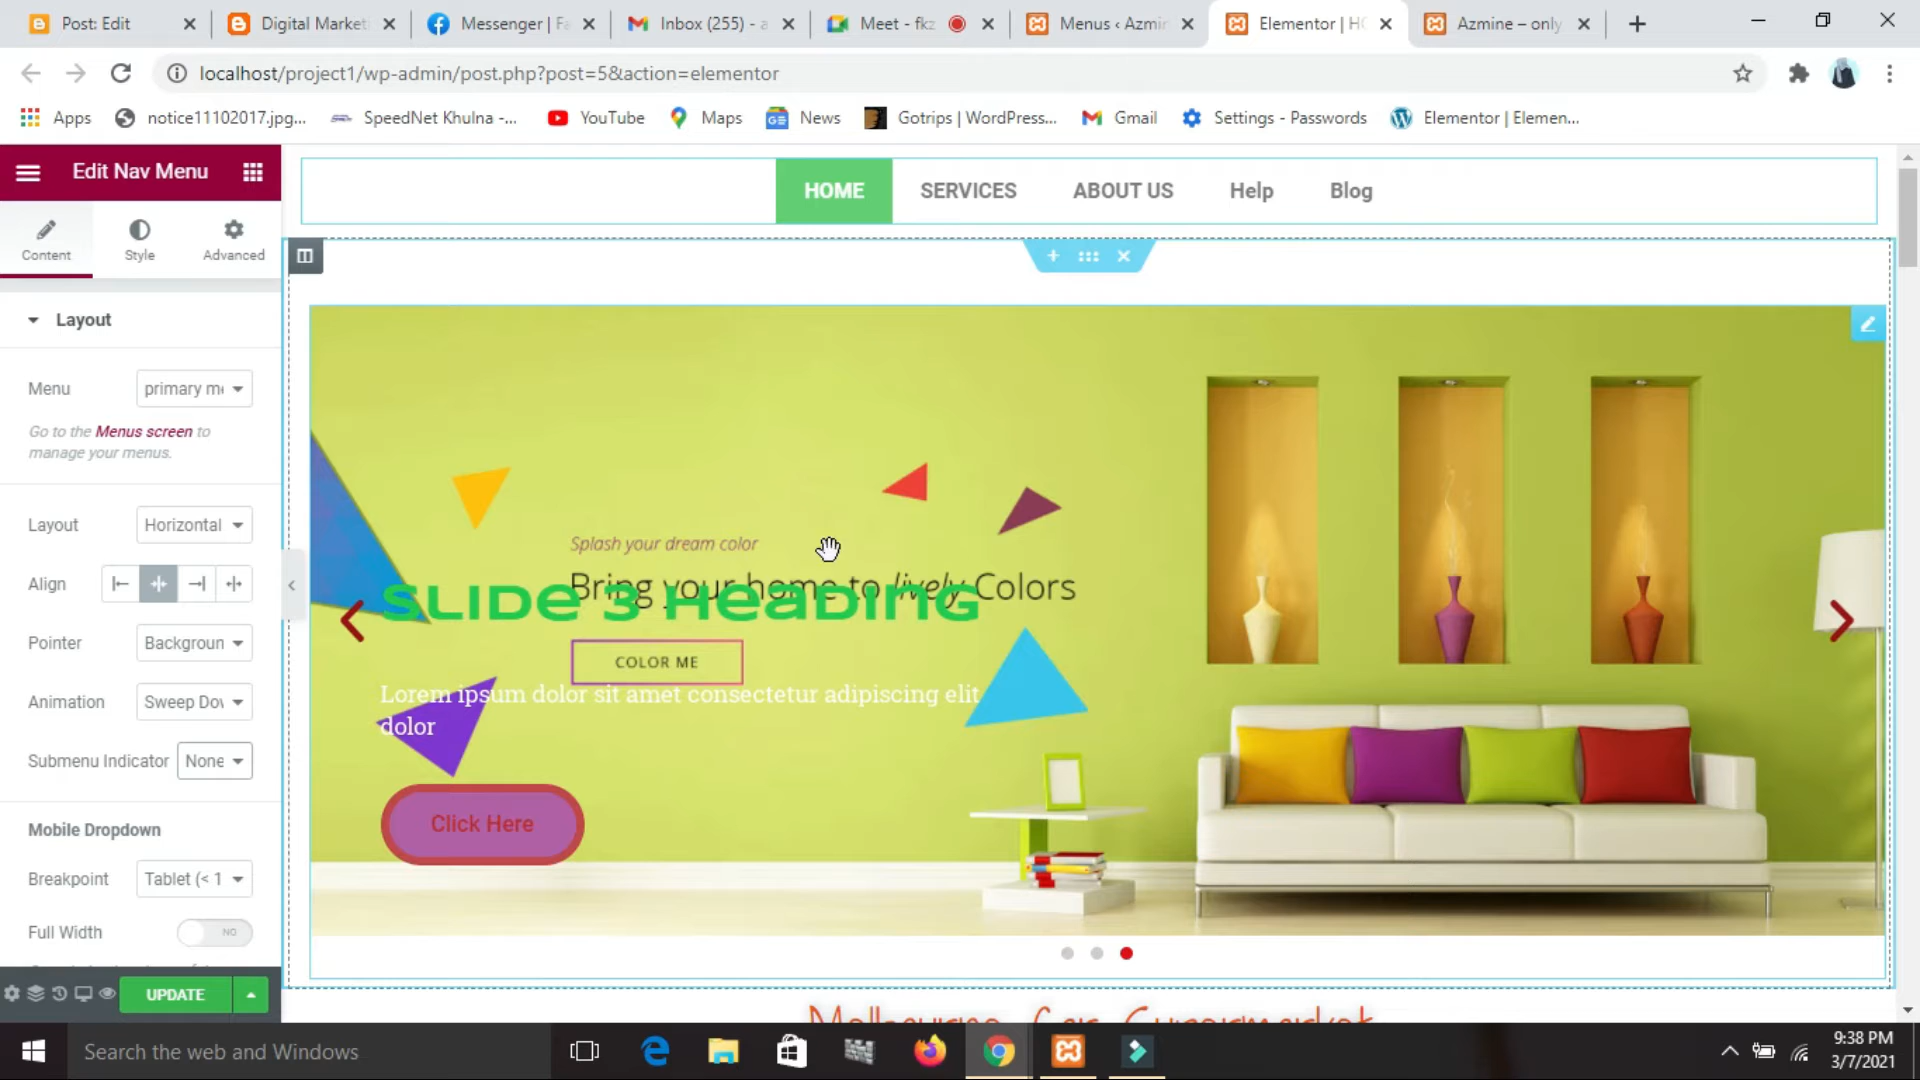 Post: Edit
Digital Market
Messenger | Fa
Inbox (255) - a
Meet - fkz
Menus ‹ Azmin
Elementor | HO
Azmine – only
localhost/project1/wp-admin/post.php?post=5&action=elementor
Apps
notice11102017.jpg...
SpeedNet Khulna -...
YouTube
Maps
News
Gotrips | WordPress...
Gmail
Settings - Passwords
Elementor | Elemen...
Edit Nav Menu
Content
Style
Advanced
HOME
SERVICES
ABOUT US
Help
Blog
Layout
Menu
primary me
Go to the Menus screen to
manage your menus.
Layout
Horizontal
Align
Pointer
Backgroun
Animation
Sweep Dov
Submenu Indicator
None
Mobile Dropdown
Breakpoint
Tablet (< 1
Full Width
NO
UPDATE
Splash your dream color
Bring your home to lively Colors
SLIDe 3 HeaDInG
COLOR ME
Lorem ipsum dolor sit amet consectetur adipiscing elit
dolor
Click Here
Search the web and Windows
9:38 PM
3/7/2021